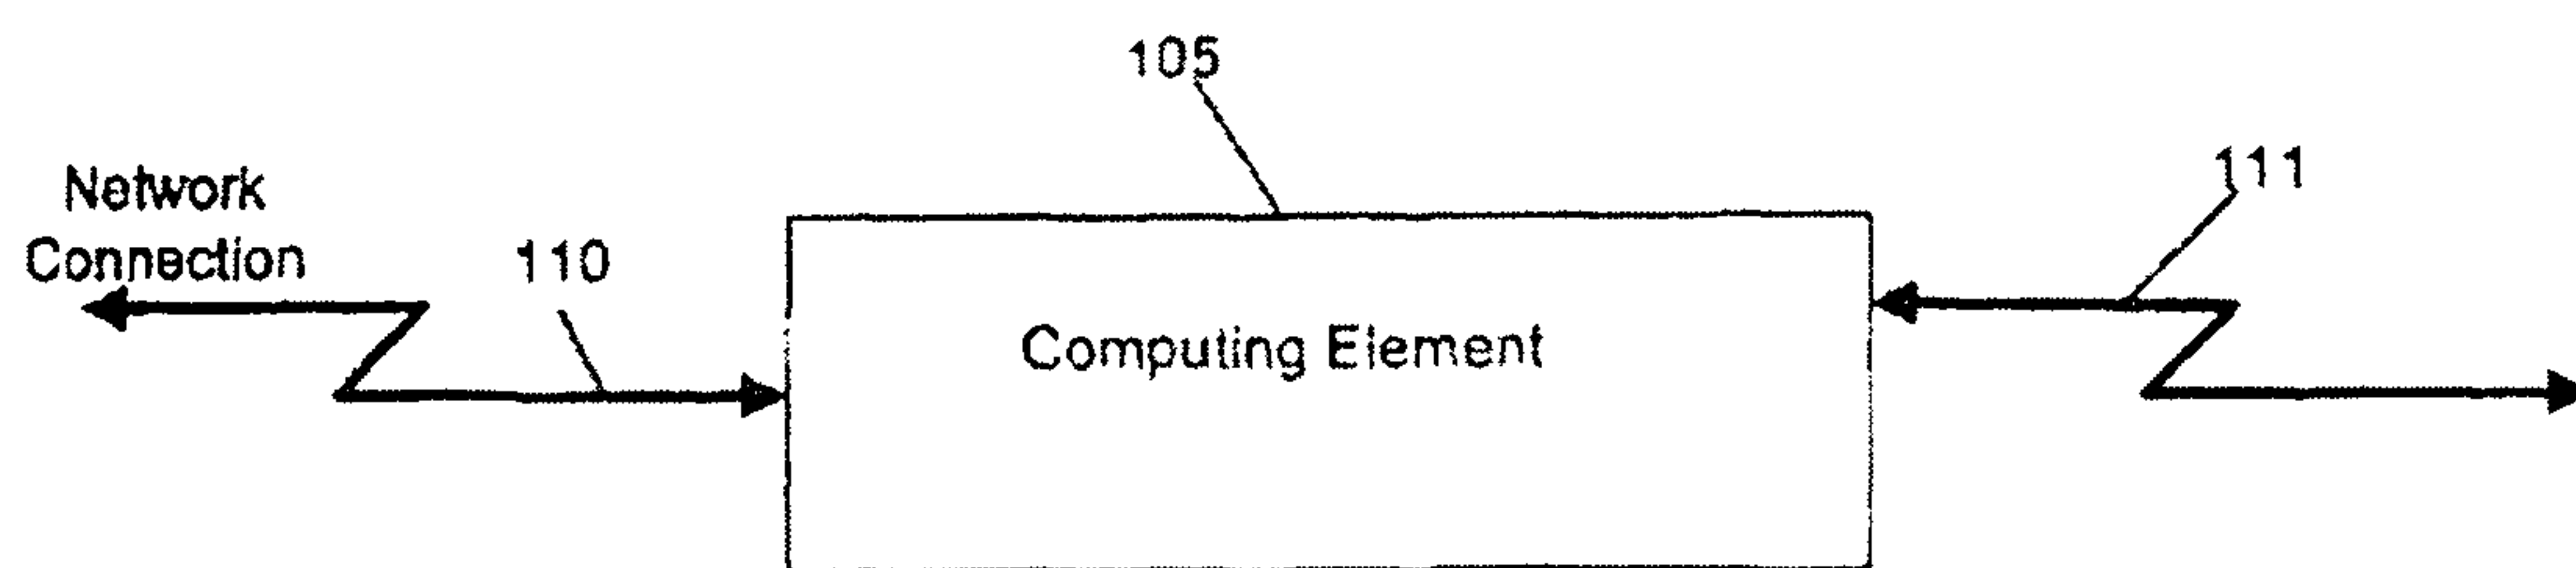 105
111
Network
Connection
110
Computing Element